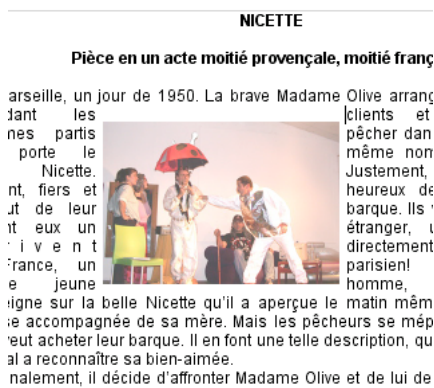 NICETTE
Pièce en un acte moitié provençale, moitié franç
arseille, un jour de 1950. La brave Madame Olive arrang
dant les clients et
mes partis pêcher dan
porte le même nom
Nicette. Justement,
nt, fiers et heureux de
ut de leur barque. Ils v
nt eux un étranger, u
r i v e n t directement
France, un parisien!
e jeune homme,
eigne sur la belle Nicette qu'il a aperçue le matin mêm
se accompagnée de sa mère. Mais les pêcheurs se mép
veut acheter leur barque. Il en font une telle description, qu
al a reconnaître sa bien-aimée.
nalement, il décide d'affronter Madame Olive et de lui de